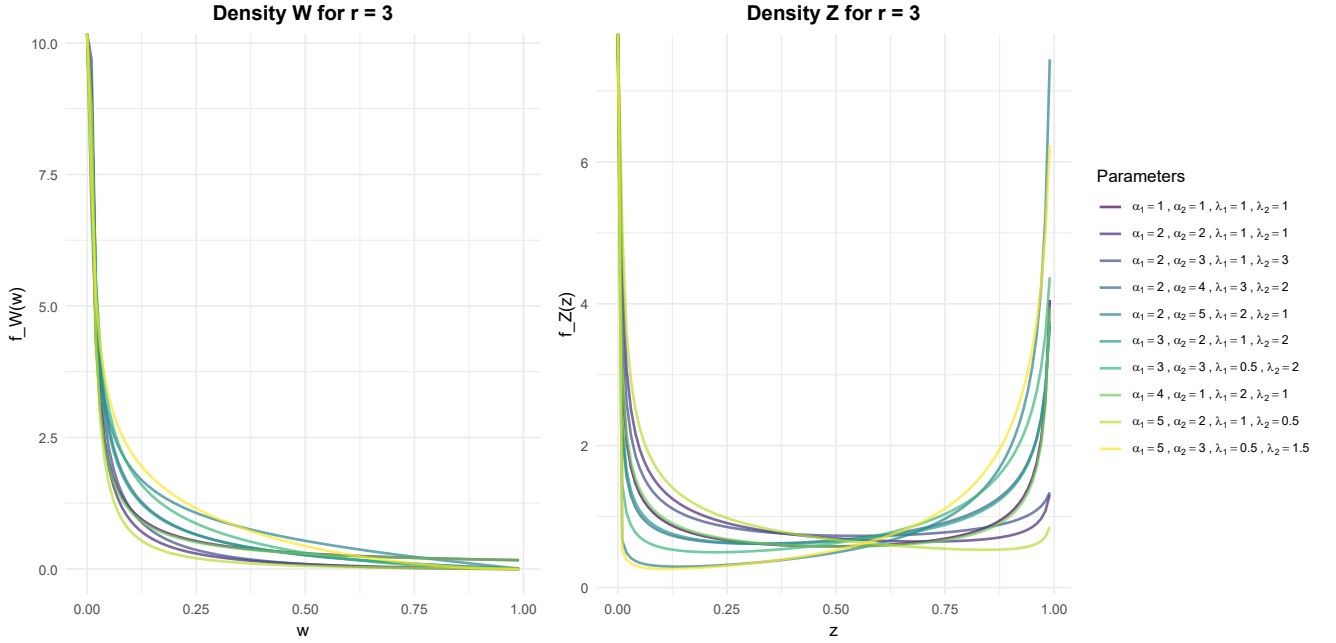 Density W for r = 3
10.0
7.5
5.0
2.5
0.0
f_W(w)
0.00 0.25 0.50 0.75 1.00
w
Density Z for r = 3
6
4
2
0
f_Z(z)
0.00 0.25 0.50 0.75 1.00
z
Parameters
α₁ = 1 , α₂ = 1 , λ₁ = 1 , λ₂ = 1
α₁ = 2 , α₂ = 2 , λ₁ = 1 , λ₂ = 1
α₁ = 2 , α₂ = 3 , λ₁ = 1 , λ₂ = 3
α₁ = 2 , α₂ = 4 , λ₁ = 3 , λ₂ = 2
α₁ = 2 , α₂ = 5 , λ₁ = 2 , λ₂ = 1
α₁ = 3 , α₂ = 2 , λ₁ = 1 , λ₂ = 2
α₁ = 3 , α₂ = 3 , λ₁ = 0.5 , λ₂ = 2
α₁ = 4 , α₂ = 1 , λ₁ = 2 , λ₂ = 1
α₁ = 5 , α₂ = 2 , λ₁ = 1 , λ₂ = 0.5
α₁ = 5 , α₂ = 3 , λ₁ = 0.5 , λ₂ = 1.5